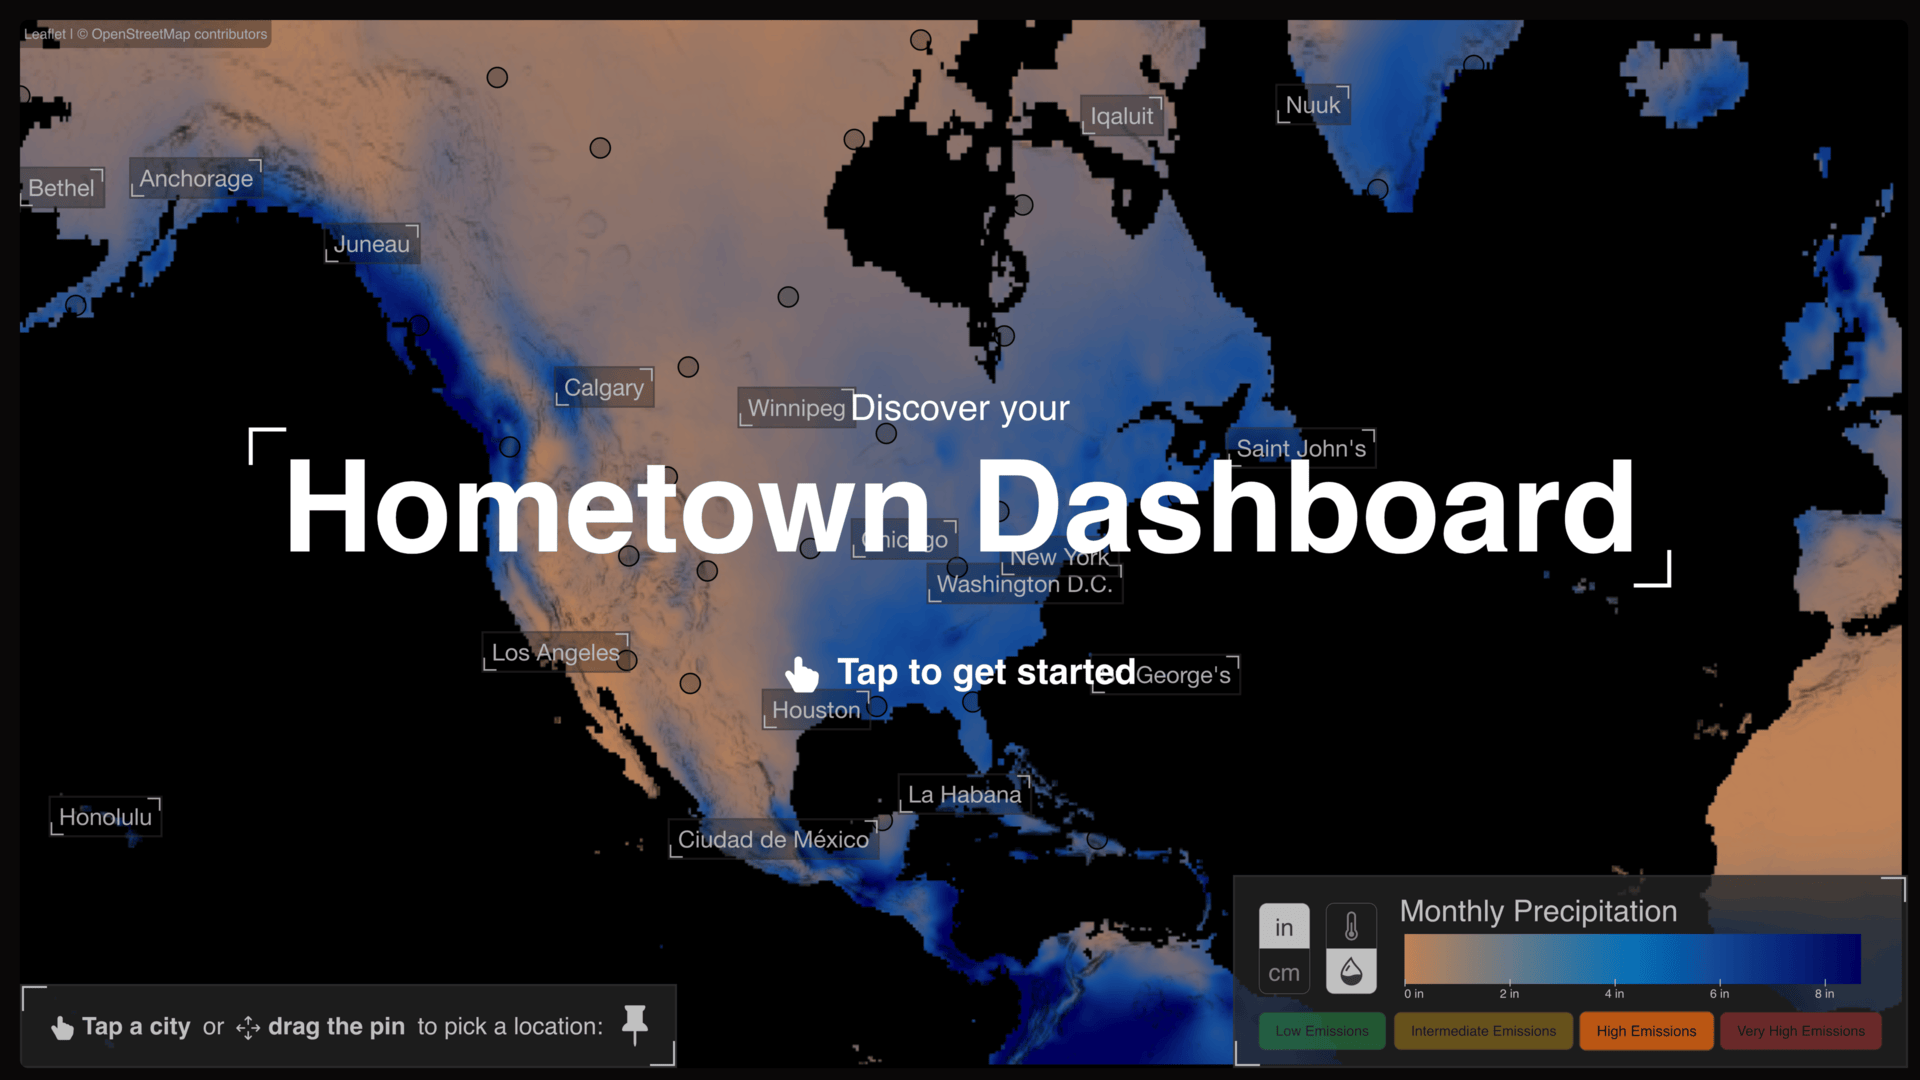 Leaflet | © OpenStreetMap contributors
Iqaluit
Nuuk
Anchorage
Bethel
Juneau
Calgary
Winnipeg
Discover your
Saint John's
Hometown Dashboard
Chicago
New York
Washington D.C.
Los Angeles
Tap to get started
George's
Houston
La Habana
Honolulu
Ciudad de México
in
cm
Monthly Precipitation
0 in 2 in 4 in 6 in 8 in
Tap a city or drag the pin to pick a location:
Low Emissions
Intermediate Emissions
High Emissions
Very High Emissions